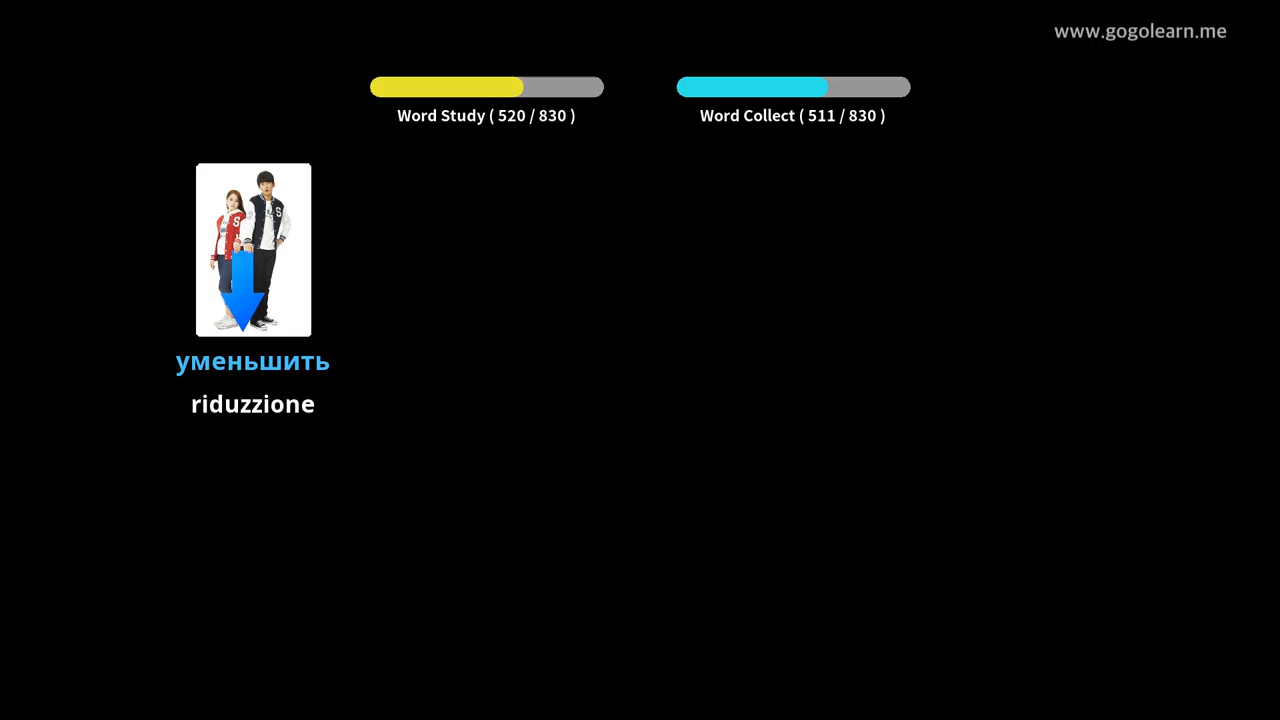 www.gogolearn.me
Word Study ( 520 / 830 )
Word Collect ( 511 / 830 )
S
S
уменьшить
riduzzione